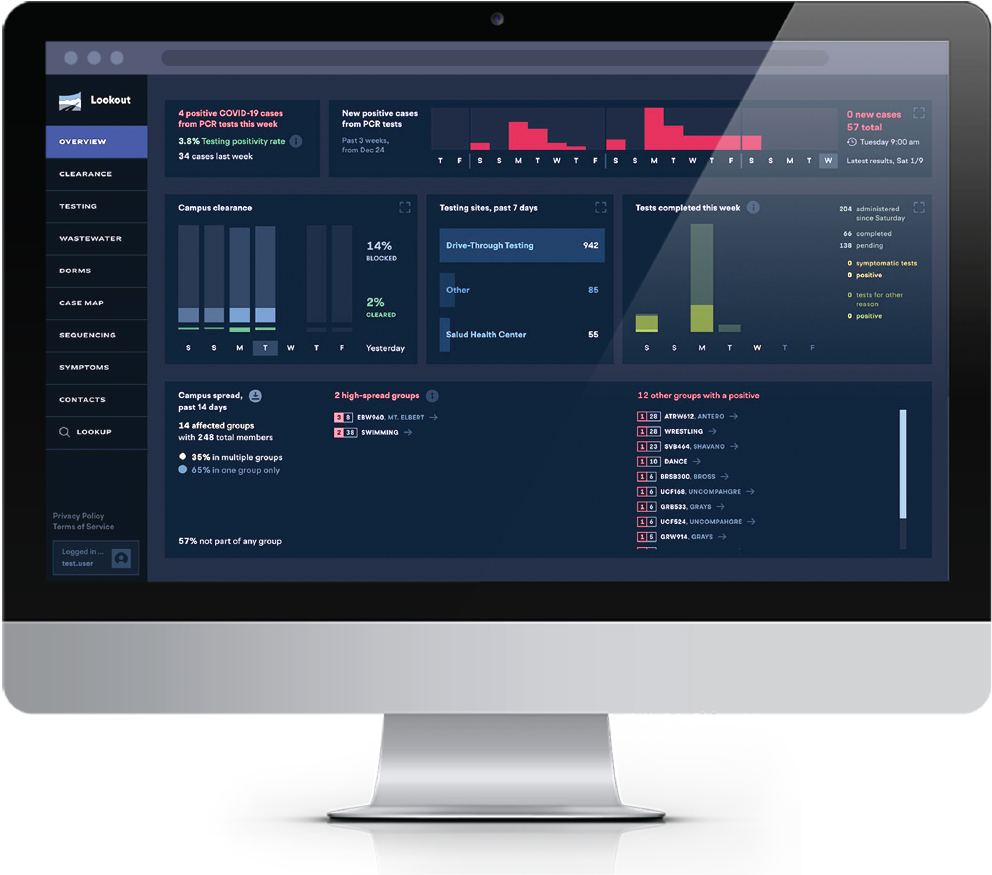 Lookout
OVERVIEW
CLEARANCE
TESTING
WASTEWATER
DORMS
CASE MAP
SEQUENCING
SYMPTOMS
CONTACTS
LOOKUP
Privacy Policy
Terms of Service
Logged in ...
test.user
4 positive COVID-19 cases
from PCR tests this week
3.8% Testing positivity rate
34 cases last week
New positive cases
from PCR tests
Past 3 weeks,
from Dec 24
T F S S M T W T F S S M T W T F S S M T W
0 new cases
57 total
Tuesday 9:00 am
Latest results, Sat 1/9
Campus clearance
14%
BLOCKED
2%
CLEARED
S S M T W T F Yesterday
Testing sites, past 7 days
Drive-Through Testing 942
Other 85
Salud Health Center 55
Tests completed this week
204 administered
since Saturday
66 completed
138 pending
0 symptomatic tests
0 positive
0 tests for other
reason
0 positive
S S M T W T F
Campus spread,
past 14 days
14 affected groups
with 248 total members
35% in multiple groups
65% in one group only
57% not part of any group
2 high-spread groups
3 8 EBW960, MT. ELBERT →
2 38 SWIMMING →
12 other groups with a positive
1 28 ATRW612, ANTERO →
1 28 WRESTLING →
1 23 SVB464, SHAVANO →
1 10 DANCE →
1 6 BRSB300, BROSS →
1 6 UCF168, UNCOMPAHGRE →
1 6 GRB533, GRAYS →
1 6 UCF524, UNCOMPAHGRE →
1 5 GRW914, GRAYS →